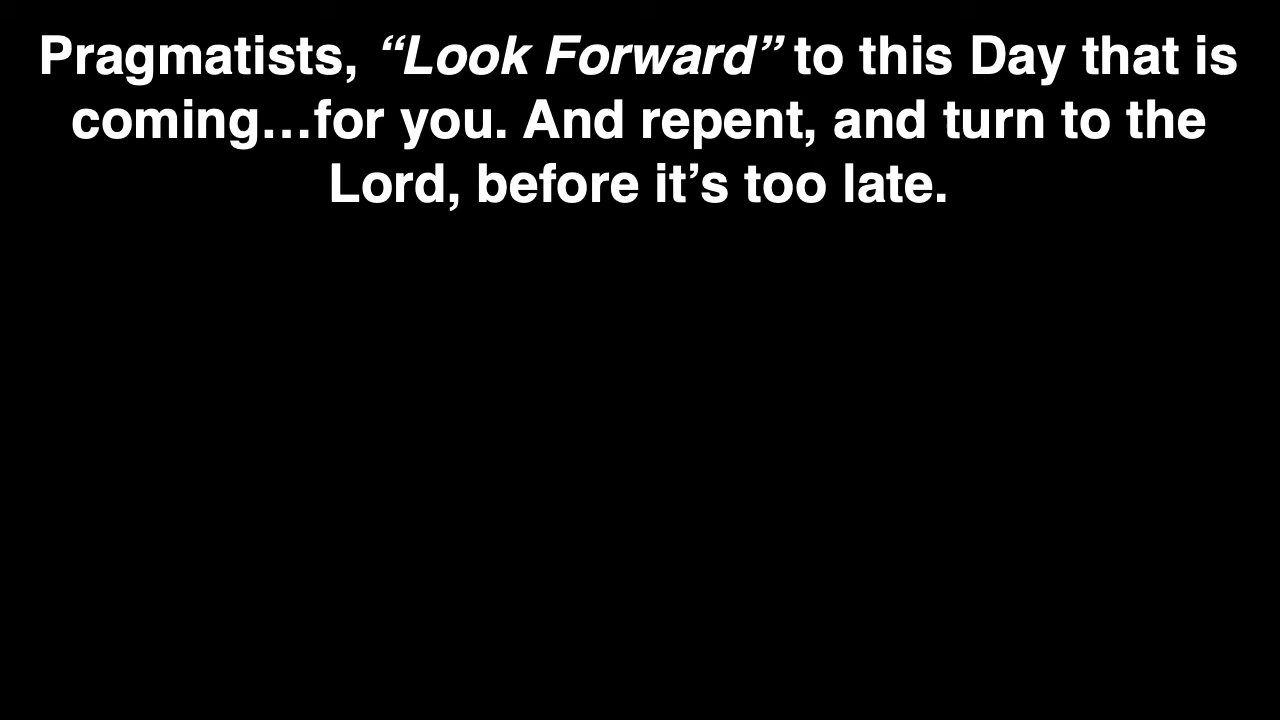 Pragmatists, “Look Forward” to this Day that is
coming…for you. And repent, and turn to the
Lord, before it’s too late.